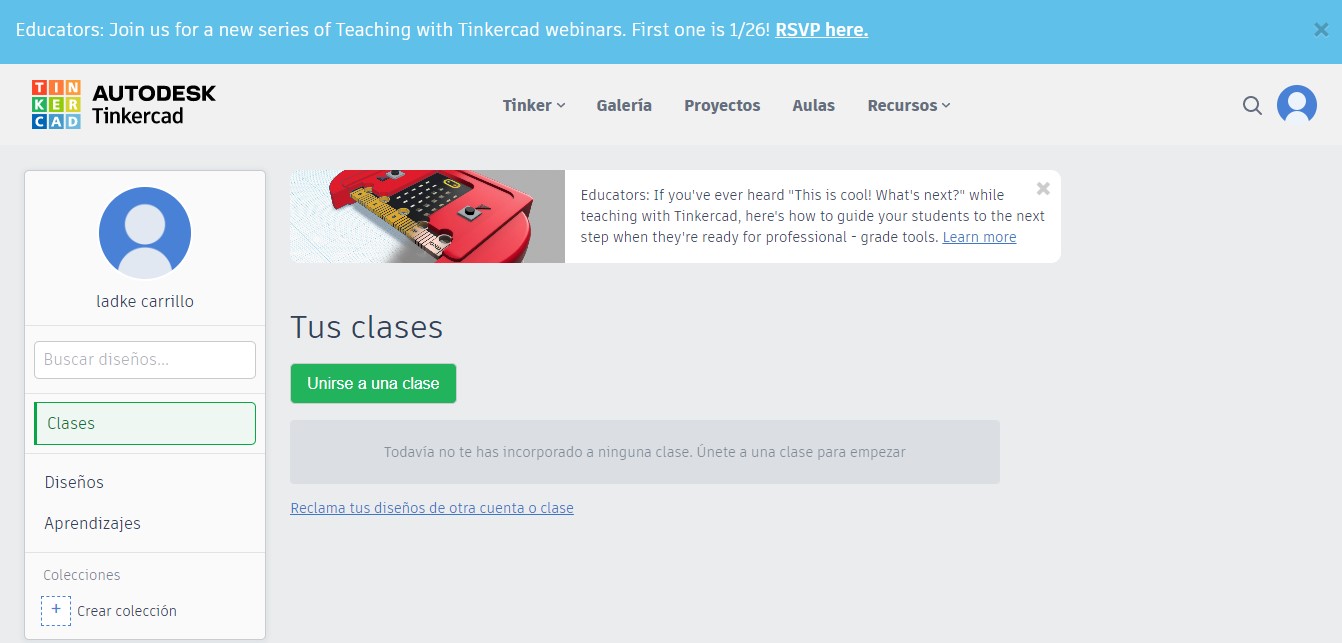 Educators: Join us for a new series of Teaching with Tinkercad webinars. First one is 1/26! RSVP here.
TIN
KER
CAD
AUTODESK
Tinkercad
Tinker
Galería
Proyectos
Aulas
Recursos
ladke carrillo
Buscar diseños...
Clases
Diseños
Aprendizajes
Colecciones
+ Crear colección
Educators: If you've ever heard "This is cool! What's next?" while
teaching with Tinkercad, here's how to guide your students to the next
step when they're ready for professional - grade tools. Learn more
Tus clases
Unirse a una clase
Todavía no te has incorporado a ninguna clase. Únete a una clase para empezar
Reclama tus diseños de otra cuenta o clase